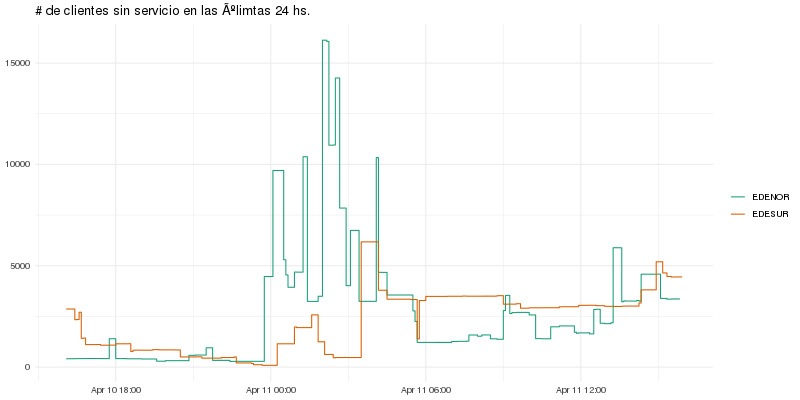 # de clientes sin servicio en las Ãºlimtas 24 hs.
15000
10000
5000
0
Apr 10 18:00
Apr 11 00:00
Apr 11 06:00
Apr 11 12:00
EDENOR
EDESUR